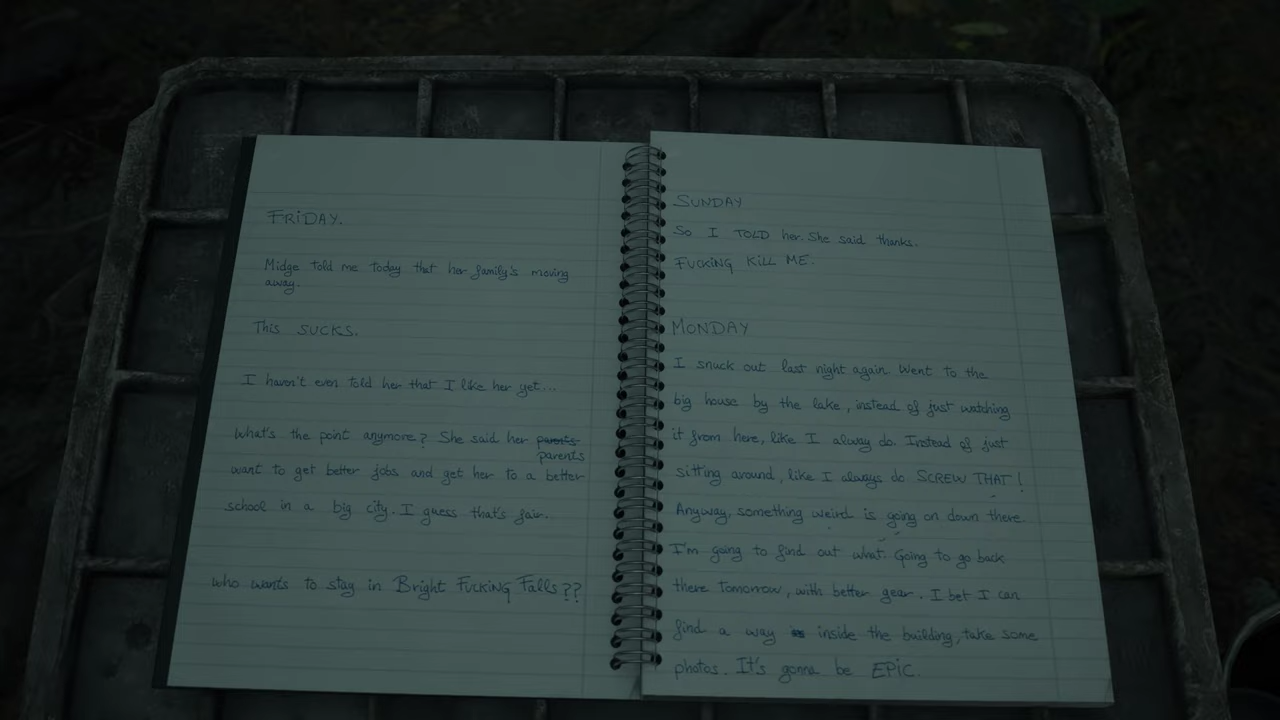 FRIDAY.
Midge told me today that her family's moving
away.
This SUCKS.
I haven't even told her that I like her yet...
What's the point anymore? She said her parents
parents
want to get better jobs and get her to a better
school in a big city. I guess that's fair...
who wants to stay in Bright FUCKING Falls??
SUNDAY
So I TOLD her. She said thanks.
FUCKING KILL ME.
MONDAY
I snuck out last night again. Went to the
big house by the lake, instead of just watching
it from here, like I always do. Instead of just
sitting around, like I always do SCREW THAT!
Anyway, something weird is going on down there.
I'm going to find out what. Going to go back
there tomorrow, with better gear. I bet I can
find a way inside the building, take some
photos. It's gonna be EPIC.